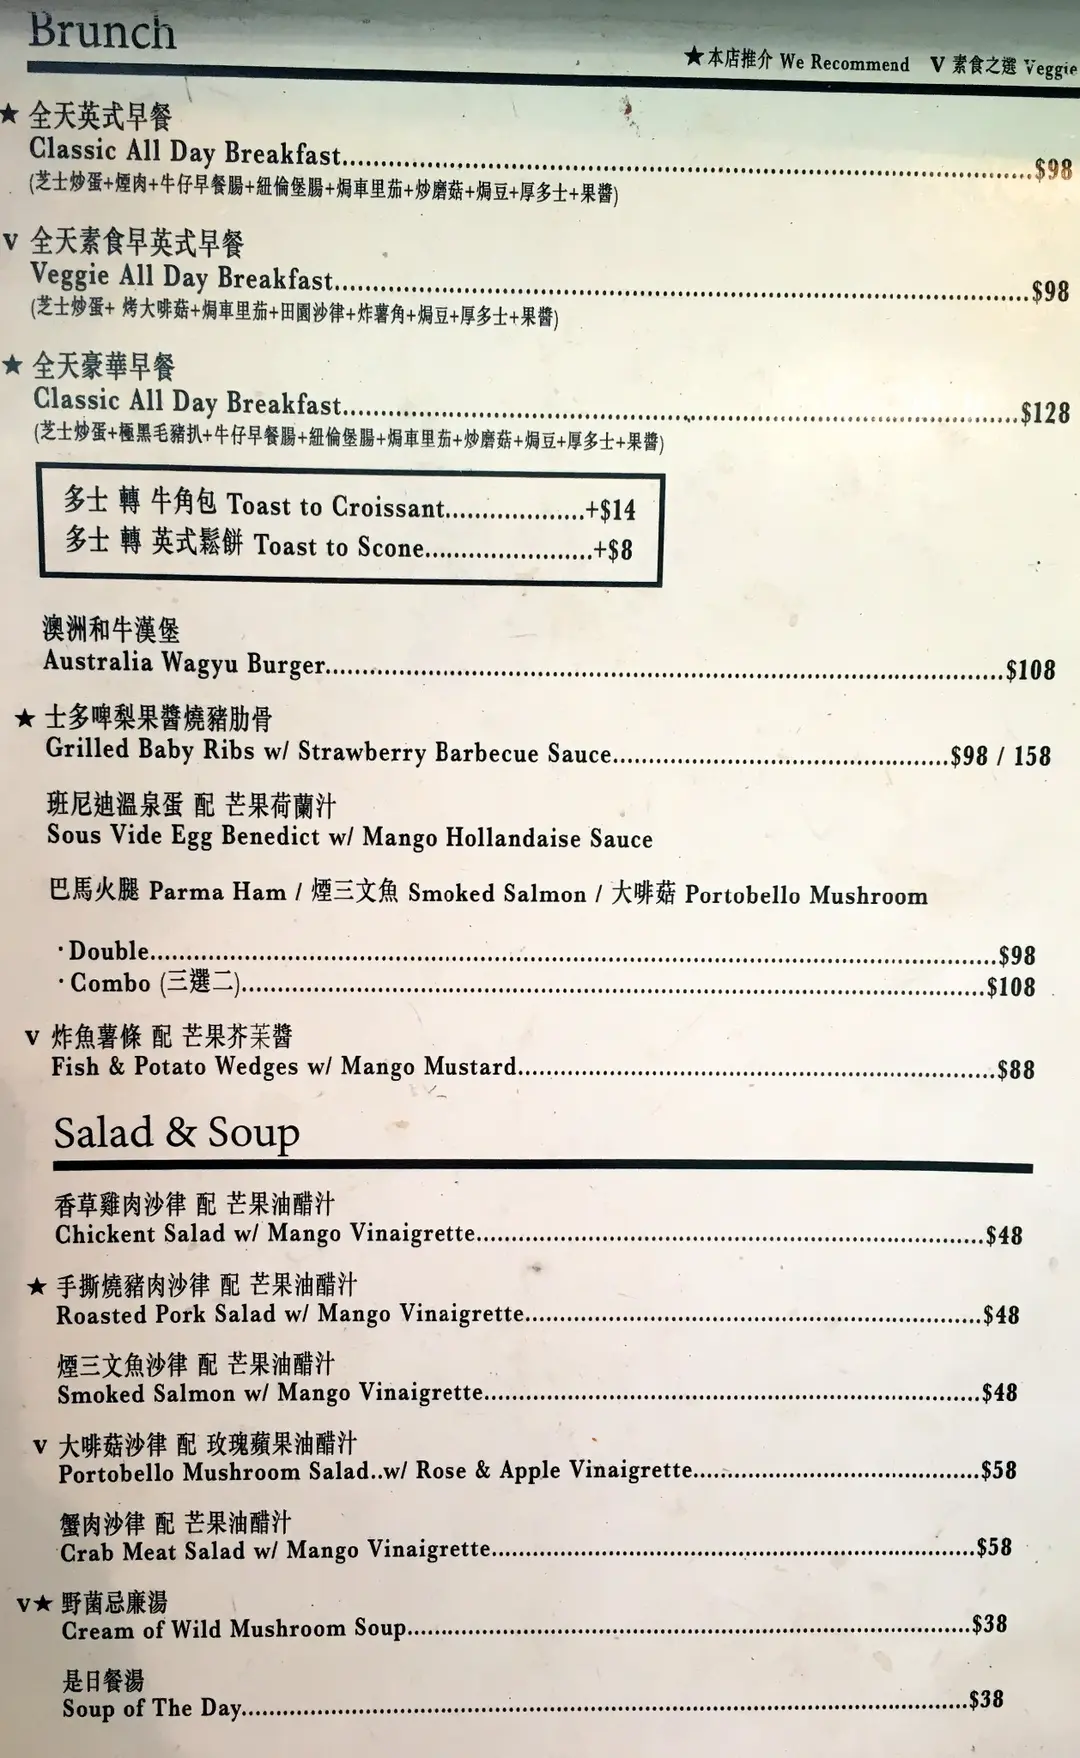 Brunch
★本店推介 We Recommend V 素食之選 Veggie
★ 全天英式早餐
Classic All Day Breakfast..........$98
(芝士炒蛋+煙肉+牛仔早餐腸+紐倫堡腸+焗車里茄+炒磨菇+焗豆+厚多士+果醬)
V 全天素食早英式早餐
Veggie All Day Breakfast..........$98
(芝士炒蛋+ 烤大啡菇+焗車里茄+田園沙律+炸薯角+焗豆+厚多士+果醬)
★ 全天豪華早餐
Classic All Day Breakfast..........$128
(芝士炒蛋+極黑毛豬扒+牛仔早餐腸+紐倫堡腸+焗車里茄+炒磨菇+焗豆+厚多士+果醬)
多士 轉 牛角包 Toast to Croissant..........+$14
多士 轉 英式鬆餅 Toast to Scone..........+$8
澳洲和牛漢堡
Australia Wagyu Burger..........$108
★ 士多啤梨果醬燒豬肋骨
Grilled Baby Ribs w/ Strawberry Barbecue Sauce..........$98 / 158
班尼迪溫泉蛋 配 芒果荷蘭汁
Sous Vide Egg Benedict w/ Mango Hollandaise Sauce
巴馬火腿 Parma Ham / 煙三文魚 Smoked Salmon / 大啡菇 Portobello Mushroom
·Double..........$98
·Combo (三選二)..........$108
V 炸魚薯條 配 芒果芥茉醬
Fish & Potato Wedges w/ Mango Mustard..........$88
Salad & Soup
香草雞肉沙律 配 芒果油醋汁
Chickent Salad w/ Mango Vinaigrette..........$48
★ 手撕燒豬肉沙律 配 芒果油醋汁
Roasted Pork Salad w/ Mango Vinaigrette..........$48
煙三文魚沙律 配 芒果油醋汁
Smoked Salmon w/ Mango Vinaigrette..........$48
V 大啡菇沙律 配 玫瑰蘋果油醋汁
Portobello Mushroom Salad..w/ Rose & Apple Vinaigrette..........$58
蟹肉沙律 配 芒果油醋汁
Crab Meat Salad w/ Mango Vinaigrette..........$58
V★ 野菌忌廉湯
Cream of Wild Mushroom Soup..........$38
是日餐湯
Soup of The Day..........$38